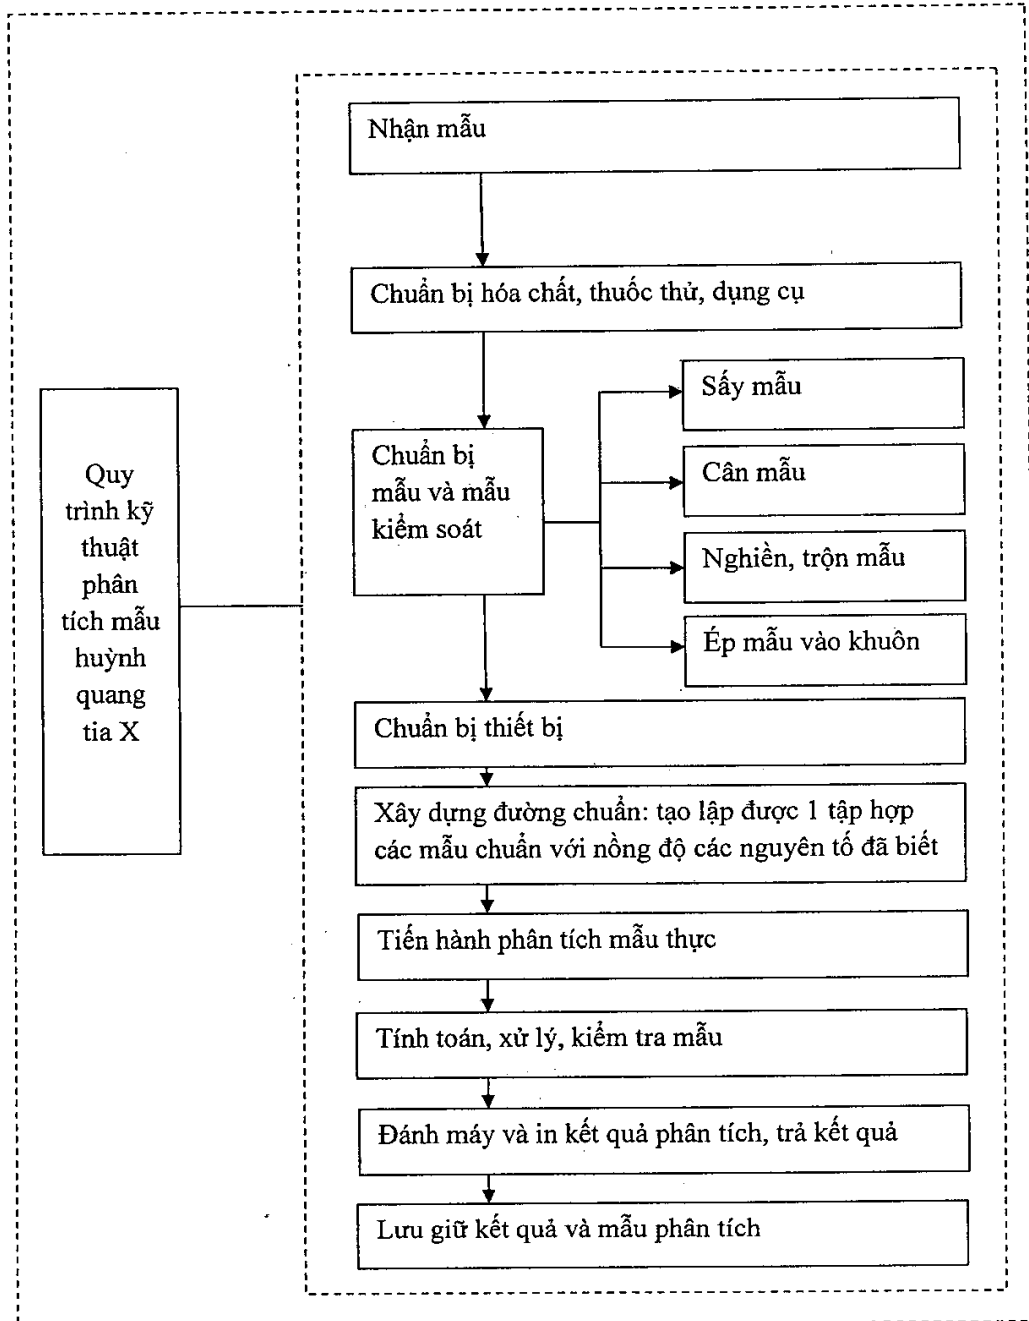 Nhận mẫu
Chuẩn bị hóa chất, thuốc thử, dụng cụ
Sấy mẫu
Chuẩn bị
mẫu và mẫu
kiểm soát
Cân mẫu
Nghiền, trộn mẫu
Ép mẫu vào khuôn
Quy
trình kỹ
thuật
phân
tích mẫu
huỳnh
quang
tia X
Chuẩn bị thiết bị
Xây dựng đường chuẩn: tạo lập được 1 tập hợp
các mẫu chuẩn với nồng độ các nguyên tố đã biết
Tiến hành phân tích mẫu thực
Tính toán, xử lý, kiểm tra mẫu
Đánh máy và in kết quả phân tích, trả kết quả
Lưu giữ kết quả và mẫu phân tích